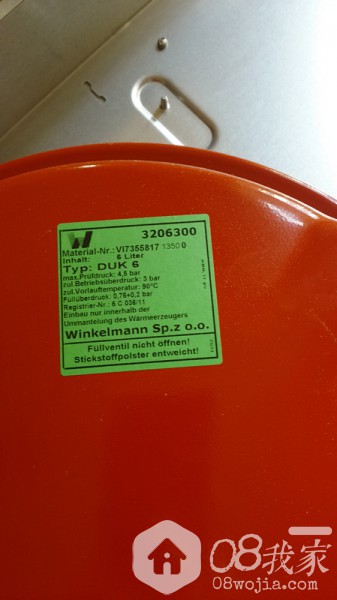 W
3206300
Material-Nr.: VI7355817 1350 0
Inhalt: 6 Liter
Typ: DUK 6
max.Prüfdruck: 4,5 bar
zul.Betriebsüberdruck: 3 bar
zul.Vorlauftemperatur: 90°C
Füllüberdruck: 0,75+0,2 bar
Registrier-Nr.: 5 C 036/11
Einbau nur innerhalb der
Ummantelung des Wärmeerzeugers
Winkelmann Sp.z o.o.
Füllventil nicht öffnen!
Stickstoffpolster entweicht!
08我家
08wojia.com